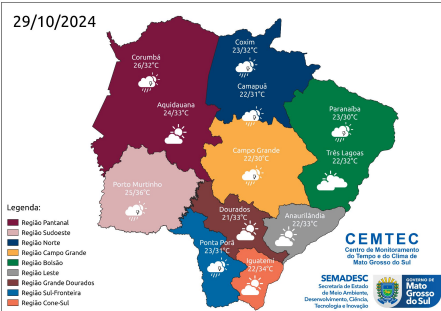 29/10/2024
Coxim
23/32°C
Corumbá
26/32°C
Camapuã
22/31°C
Aquidauana
24/33°C
Paranaíba
23/30°C
Campo Grande
22/30°C
Três Lagoas
22/32°C
Porto Murtinho
25/36°C
Dourados
21/33°C
Anaurilândia
22/33°C
Ponta Porã
23/31°C
Iguatemi
22/34°C
Legenda:
Região Pantanal
Região Sudoeste
Região Norte
Região Campo Grande
Região Bolsão
Região Leste
Região Grande Dourados
Região Sul-Fronteira
Região Cone-Sul
CEMTEC
Centro de Monitoramento
do Tempo e do Clima de
Mato Grosso do Sul
SEMADESC
Secretaria de Estado
de Meio Ambiente,
Desenvolvimento, Ciência,
Tecnologia e Inovação
GOVERNO DE
Mato
Grosso
do Sul